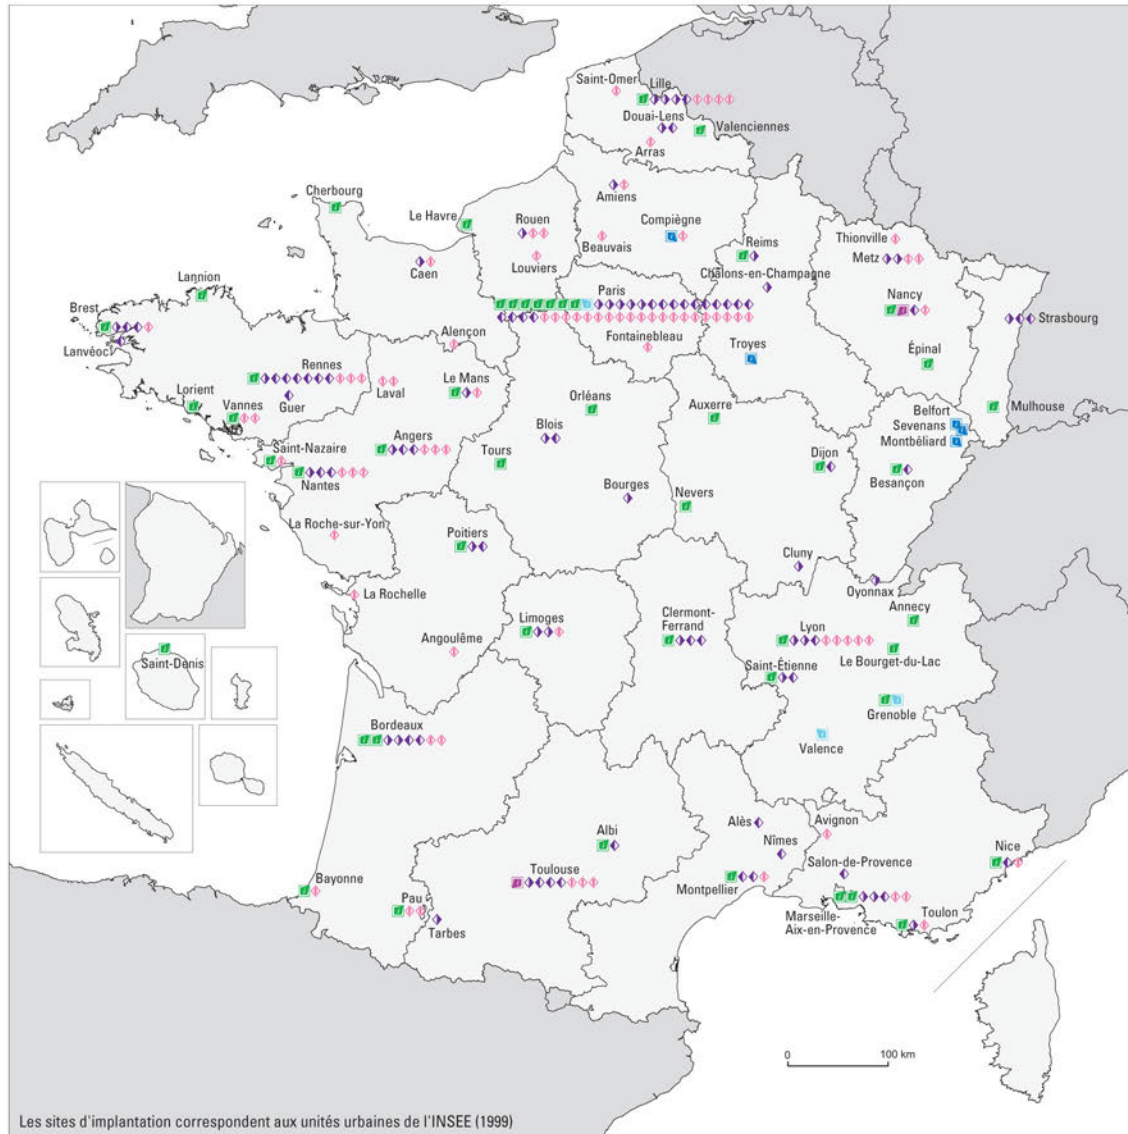 Saint-Omer
Lille
Douai-Lens
Valenciennes
Arras
Amiens
Cherbourg
Le Havre
Rouen
Compiègne
Beauvais
Reims
Thionville
Metz
Caen
Louviers
Châlons-en-Champagne
Lannion
Paris
Nancy
Strasbourg
Brest
Lanvéoc
Alençon
Fontainebleau
Troyes
Épinal
Rennes
Laval
Le Mans
Lorient
Vannes
Guer
Orléans
Auxerre
Mulhouse
Belfort
Sevenans
Montbéliard
Blois
Angers
Saint-Nazaire
Nantes
Tours
Dijon
Besançon
Bourges
Nevers
La Roche-sur-Yon
Poitiers
Cluny
Oyonnax
La Rochelle
Limoges
Clermont-
Ferrand
Annecy
Lyon
Angoulême
Le Bourget-du-Lac
Saint-Denis
Saint-Étienne
Grenoble
Bordeaux
Valence
Alès
Avignon
Albi
Nîmes
Nice
Salon-de-Provence
Toulouse
Montpellier
Bayonne
Pau
Tarbes
Marseille-
Aix-en-Provence
Toulon
0 100 km
Les sites d'implantation correspondent aux unités urbaines de l'INSEE (1999)